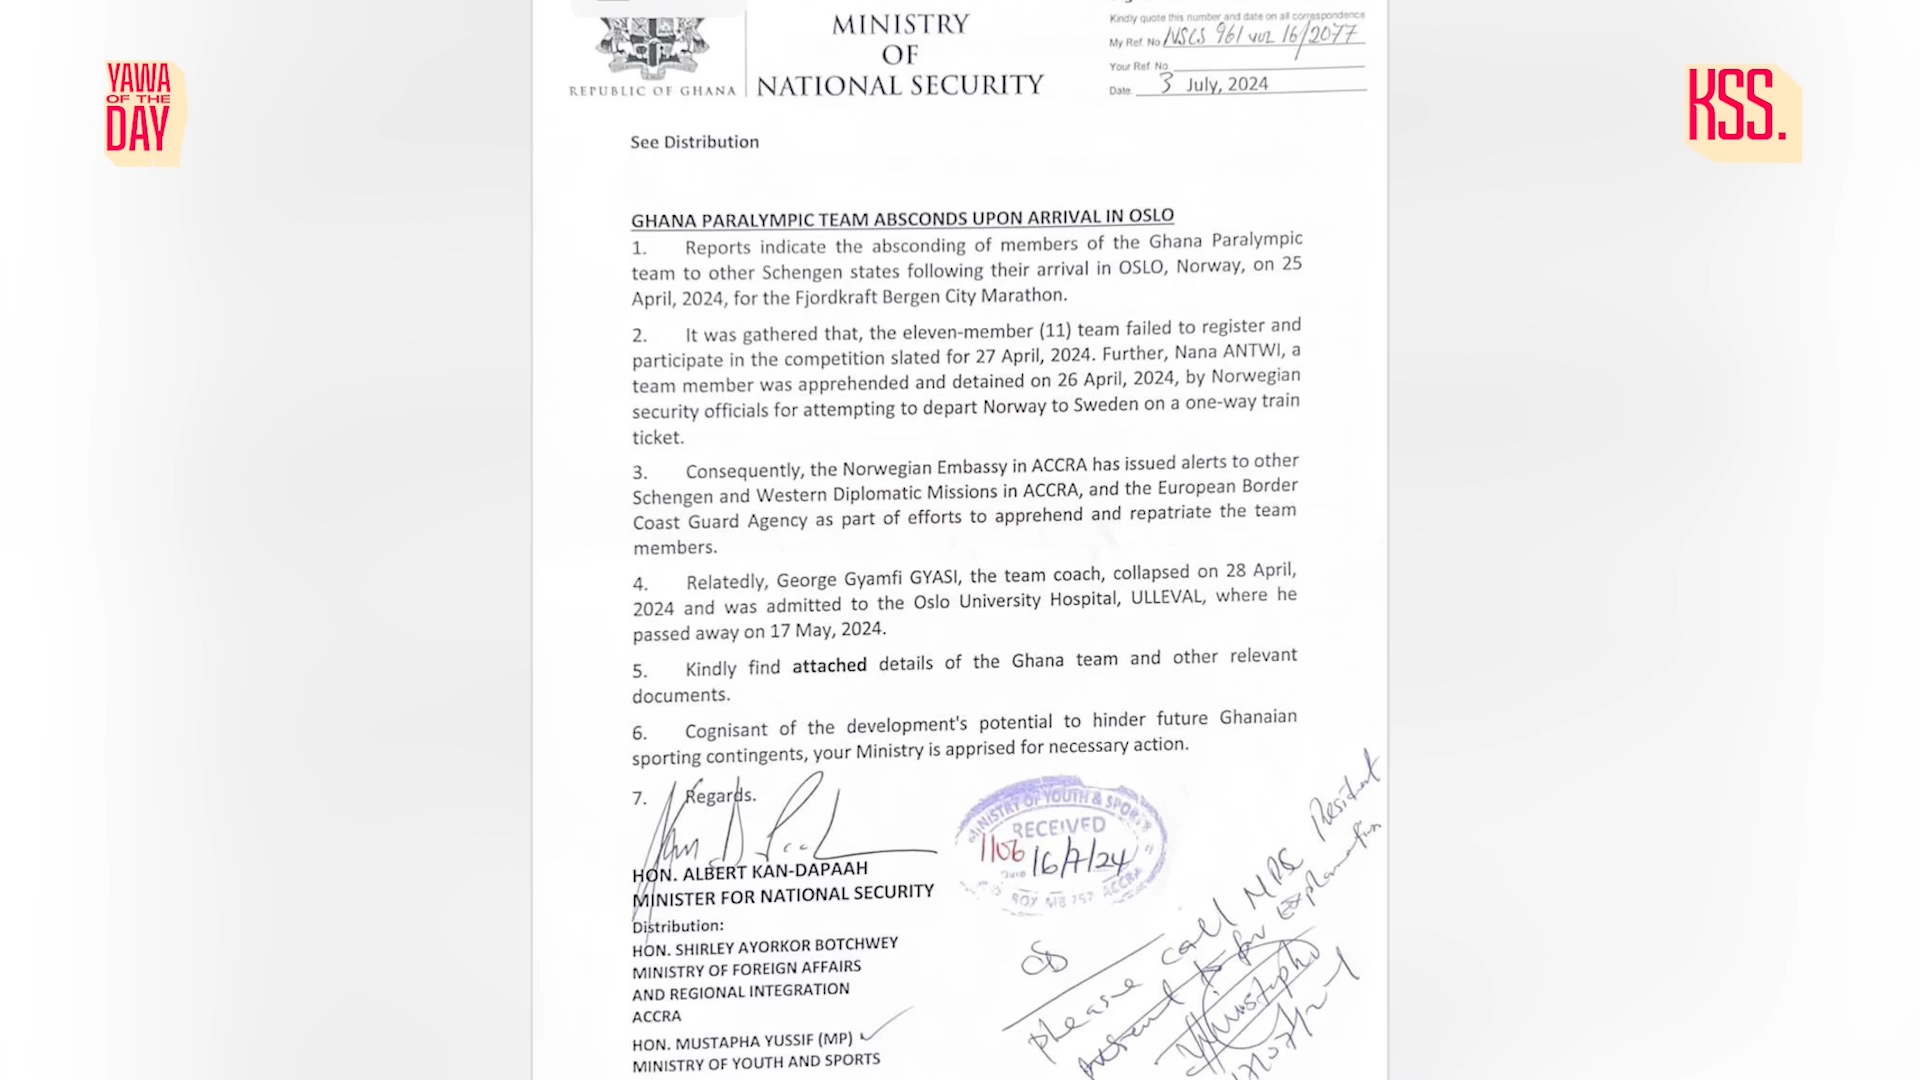 YAWA
OF THE
DAY
KSS.
REPUBLIC OF GHANA
MINISTRY
OF
NATIONAL SECURITY
Kindly quote this number and date on all correspondence
My Ref. No NSCS 961 VOL 16/2077
Your Ref. No
Date 3 July, 2024
See Distribution
GHANA PARALYMPIC TEAM ABSCONDS UPON ARRIVAL IN OSLO
1. Reports indicate the absconding of members of the Ghana Paralympic
team to other Schengen states following their arrival in OSLO, Norway, on 25
April, 2024, for the Fjordkraft Bergen City Marathon.
2. It was gathered that, the eleven-member (11) team failed to register and
participate in the competition slated for 27 April, 2024. Further, Nana ANTWI, a
team member was apprehended and detained on 26 April, 2024, by Norwegian
security officials for attempting to depart Norway to Sweden on a one-way train
ticket.
3. Consequently, the Norwegian Embassy in ACCRA has issued alerts to other
Schengen and Western Diplomatic Missions in ACCRA, and the European Border
Coast Guard Agency as part of efforts to apprehend and repatriate the team
members.
4. Relatedly, George Gyamfi GYASI, the team coach, collapsed on 28 April,
2024 and was admitted to the Oslo University Hospital, ULLEVAL, where he
passed away on 17 May, 2024.
5. Kindly find attached details of the Ghana team and other relevant
documents.
6. Cognisant of the development's potential to hinder future Ghanaian
sporting contingents, your Ministry is apprised for necessary action.
7. Regards.
HON. ALBERT KAN-DAPAAH
MINISTER FOR NATIONAL SECURITY
Distribution:
HON. SHIRLEY AYORKOR BOTCHWEY
MINISTRY OF FOREIGN AFFAIRS
AND REGIONAL INTEGRATION
ACCRA
HON. MUSTAPHA YUSSIF (MP)
MINISTRY OF YOUTH AND SPORTS
MINISTRY OF YOUTH & SPORTS
RECEIVED
1106 16/7/24
ACCRA
please call NPC President
for explanation